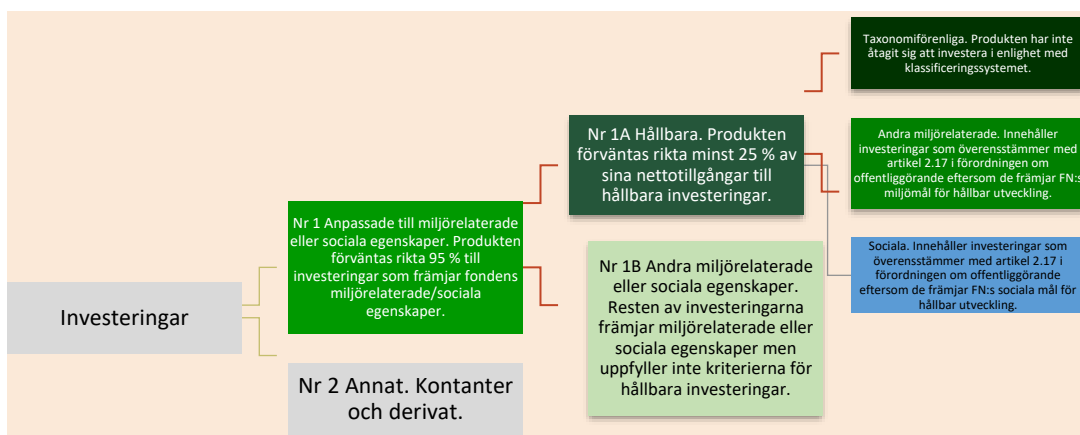 Investeringar
Nr 1 Anpassade till miljörelaterade
eller sociala egenskaper. Produkten
förväntas rikta 95 % till
investeringar som främjar fondens
miljörelaterade/sociala
egenskaper.
Nr 2 Annat. Kontanter
och derivat.
Nr 1A Hållbara. Produkten
förväntas rikta minst 25 % av
sina nettotillgångar till
hållbara investeringar.
Nr 1B Andra miljörelaterade
eller sociala egenskaper.
Resten av investeringarna
främjar miljörelaterade eller
sociala egenskaper men
uppfyller inte kriterierna för
hållbara investeringar.
Taxonomiförenliga. Produkten har inte
åtagit sig att investera i enlighet med
klassificeringssystemet.
Andra miljörelaterade. Innehåller
investeringar som överensstämmer med
artikel 2.17 i förordningen om
offentliggörande eftersom de främjar FN:s
miljömål för hållbar utveckling.
Sociala. Innehåller investeringar som
överensstämmer med artikel 2.17 i
förordningen om offentliggörande
eftersom de främjar FN:s sociala mål för
hållbar utveckling.